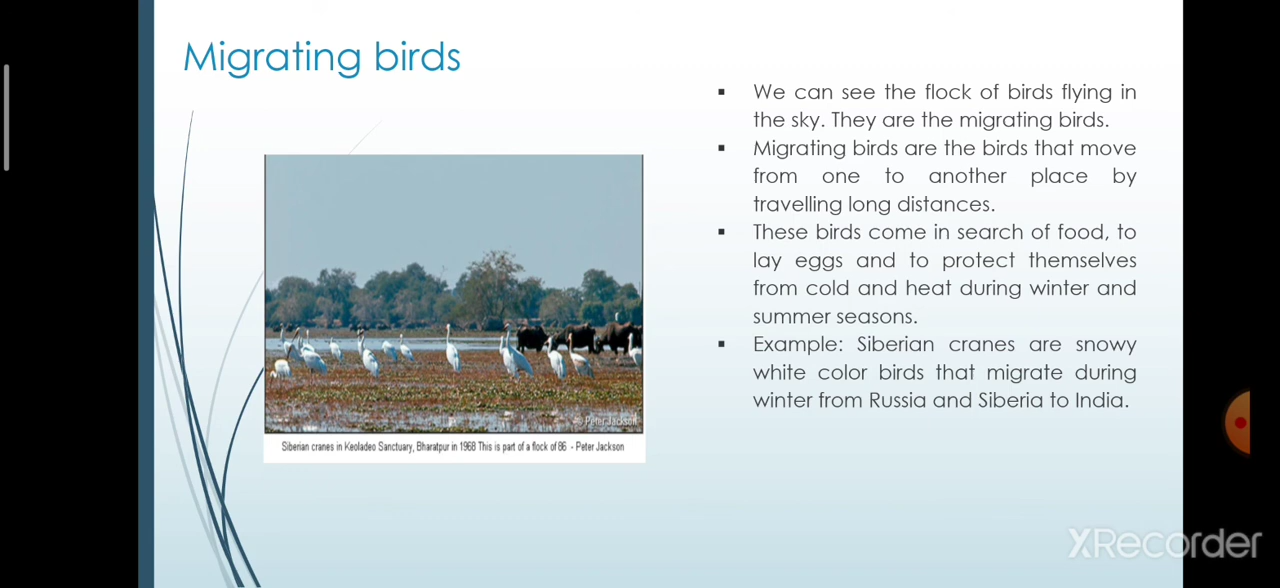 Migrating birds
▪ We can see the flock of birds flying in
the sky. They are the migrating birds.
▪ Migrating birds are the birds that move
from one to another place by
travelling long distances.
▪ These birds come in search of food, to
lay eggs and to protect themselves
from cold and heat during winter and
summer seasons.
▪ Example: Siberian cranes are snowy
white color birds that migrate during
winter from Russia and Siberia to India.
© Peter Jackson
Siberian cranes in Keoladeo Sanctuary, Bharatpur in 1968 This is part of a flock of 86 - Peter Jackson
XRecorder